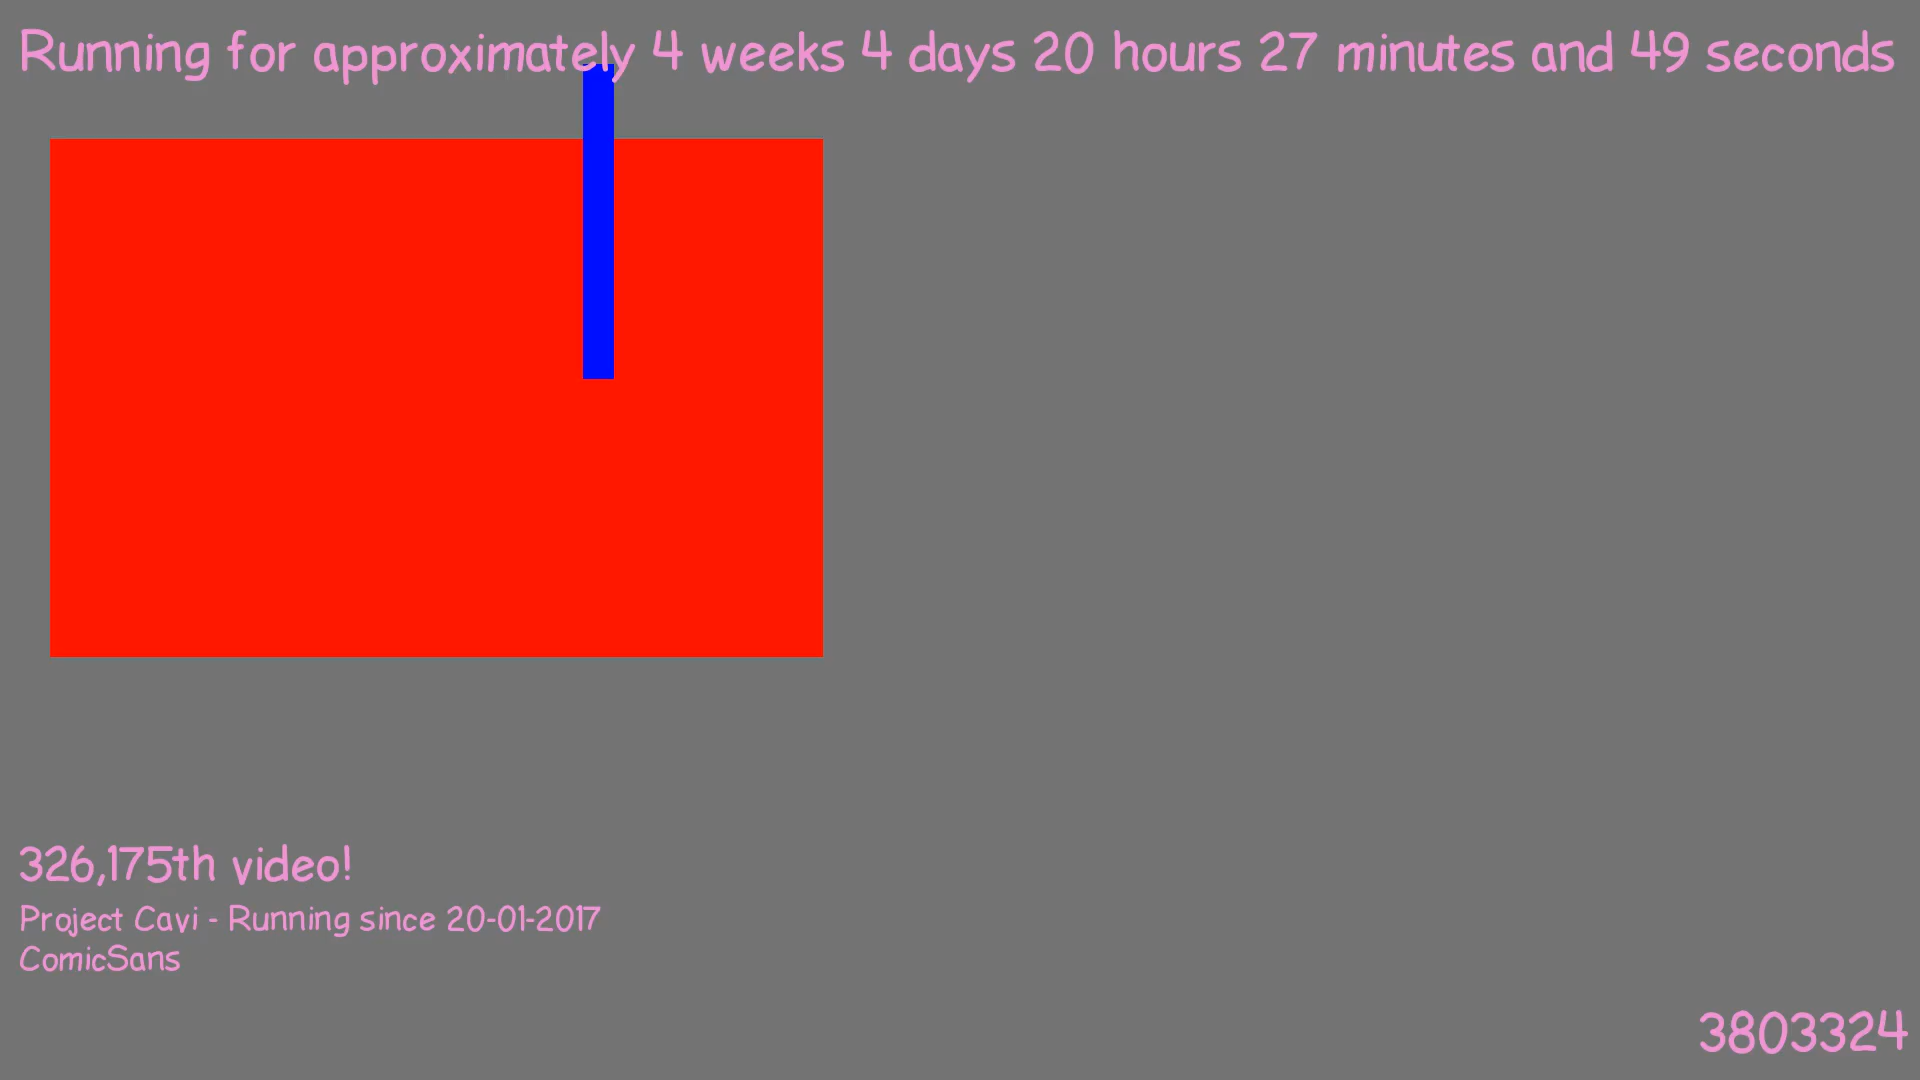 Running for approximately 4 weeks 4 days 20 hours 27 minutes and 49 seconds
326,175th video!
Project Cavi - Running since 20-01-2017
ComicSans
3803324